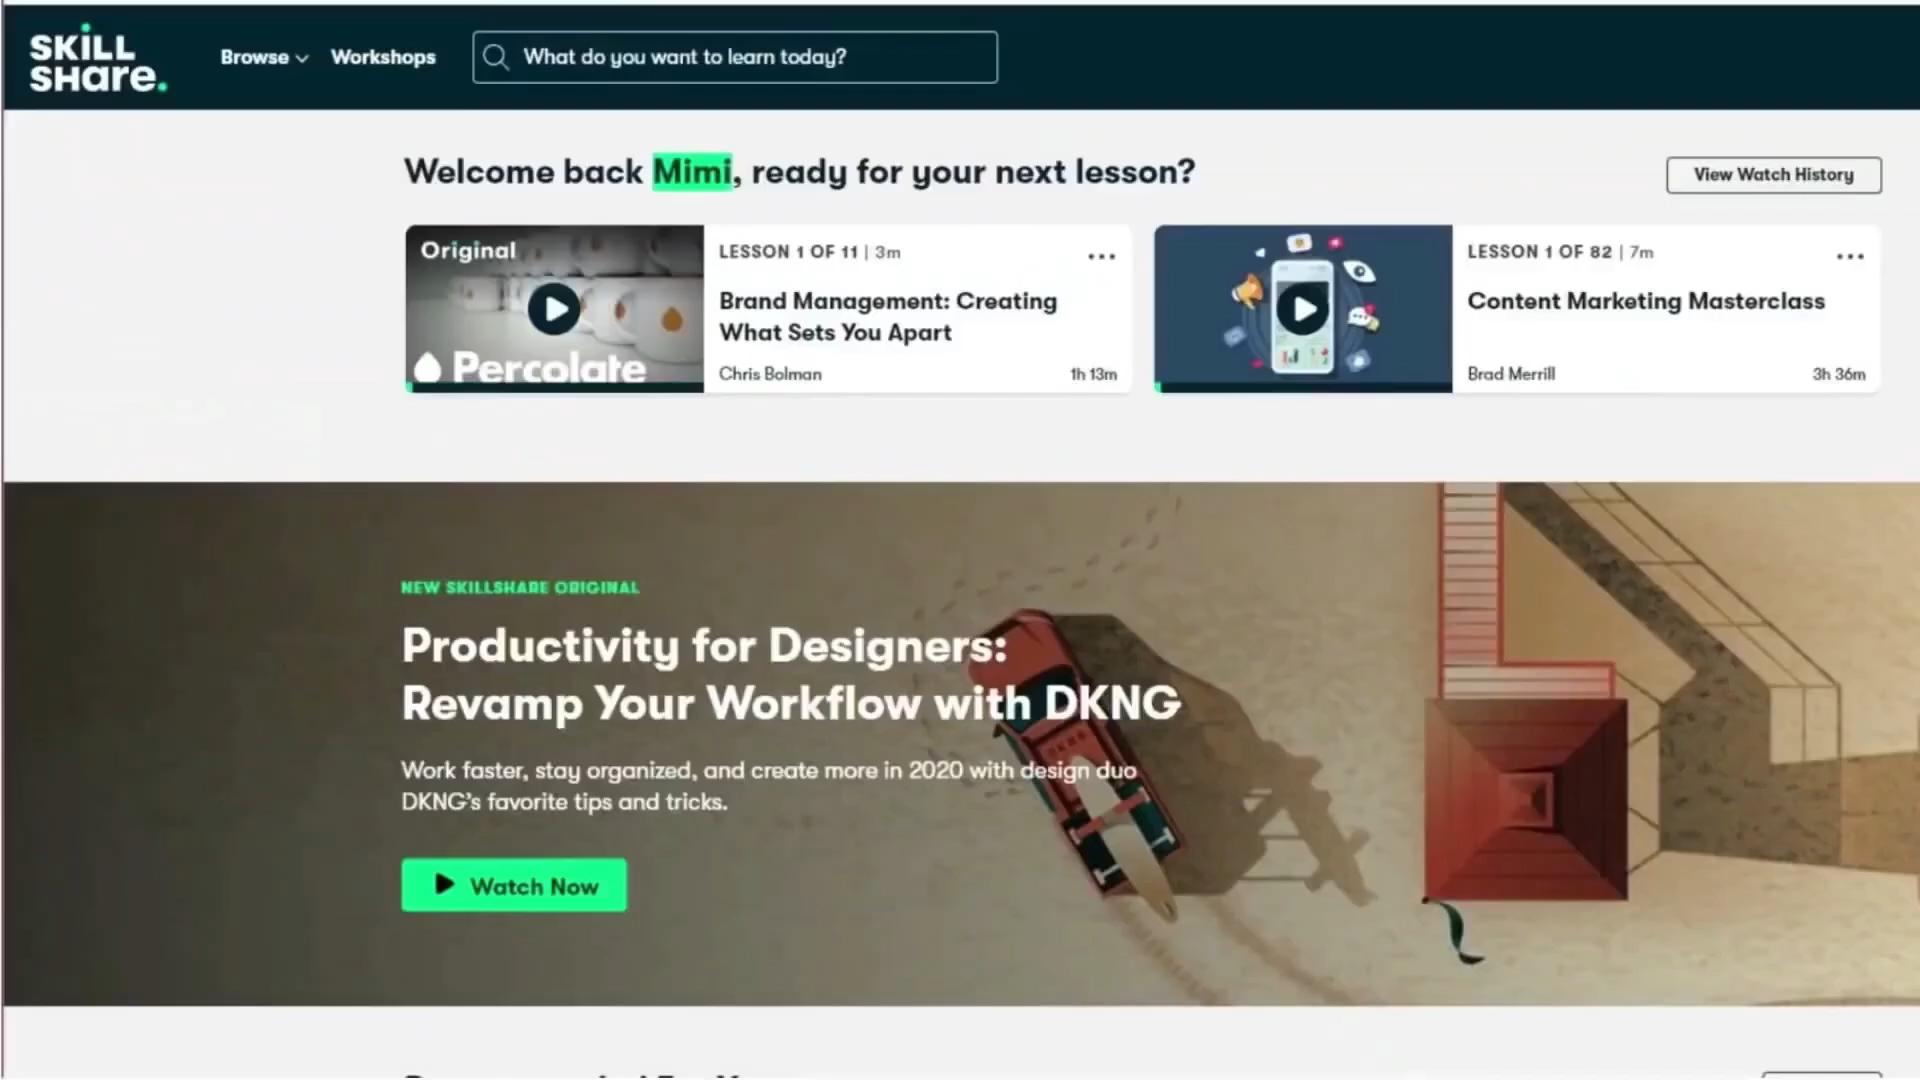 SKILL
SHare.
Browse
Workshops
What do you want to learn today?
Welcome back Mimi, ready for your next lesson?
View Watch History
Original
Percolate
LESSON 1 OF 11 | 3m
Brand Management: Creating
What Sets You Apart
Chris Bolman
1h 13m
LESSON 1 OF 82 | 7m
Content Marketing Masterclass
Brad Merrill
3h 36m
NEW SKILLSHARE ORIGINAL
Productivity for Designers:
Revamp Your Workflow with DKNG
Work faster, stay organized, and create more in 2020 with design duo
DKNG's favorite tips and tricks.
Watch Now